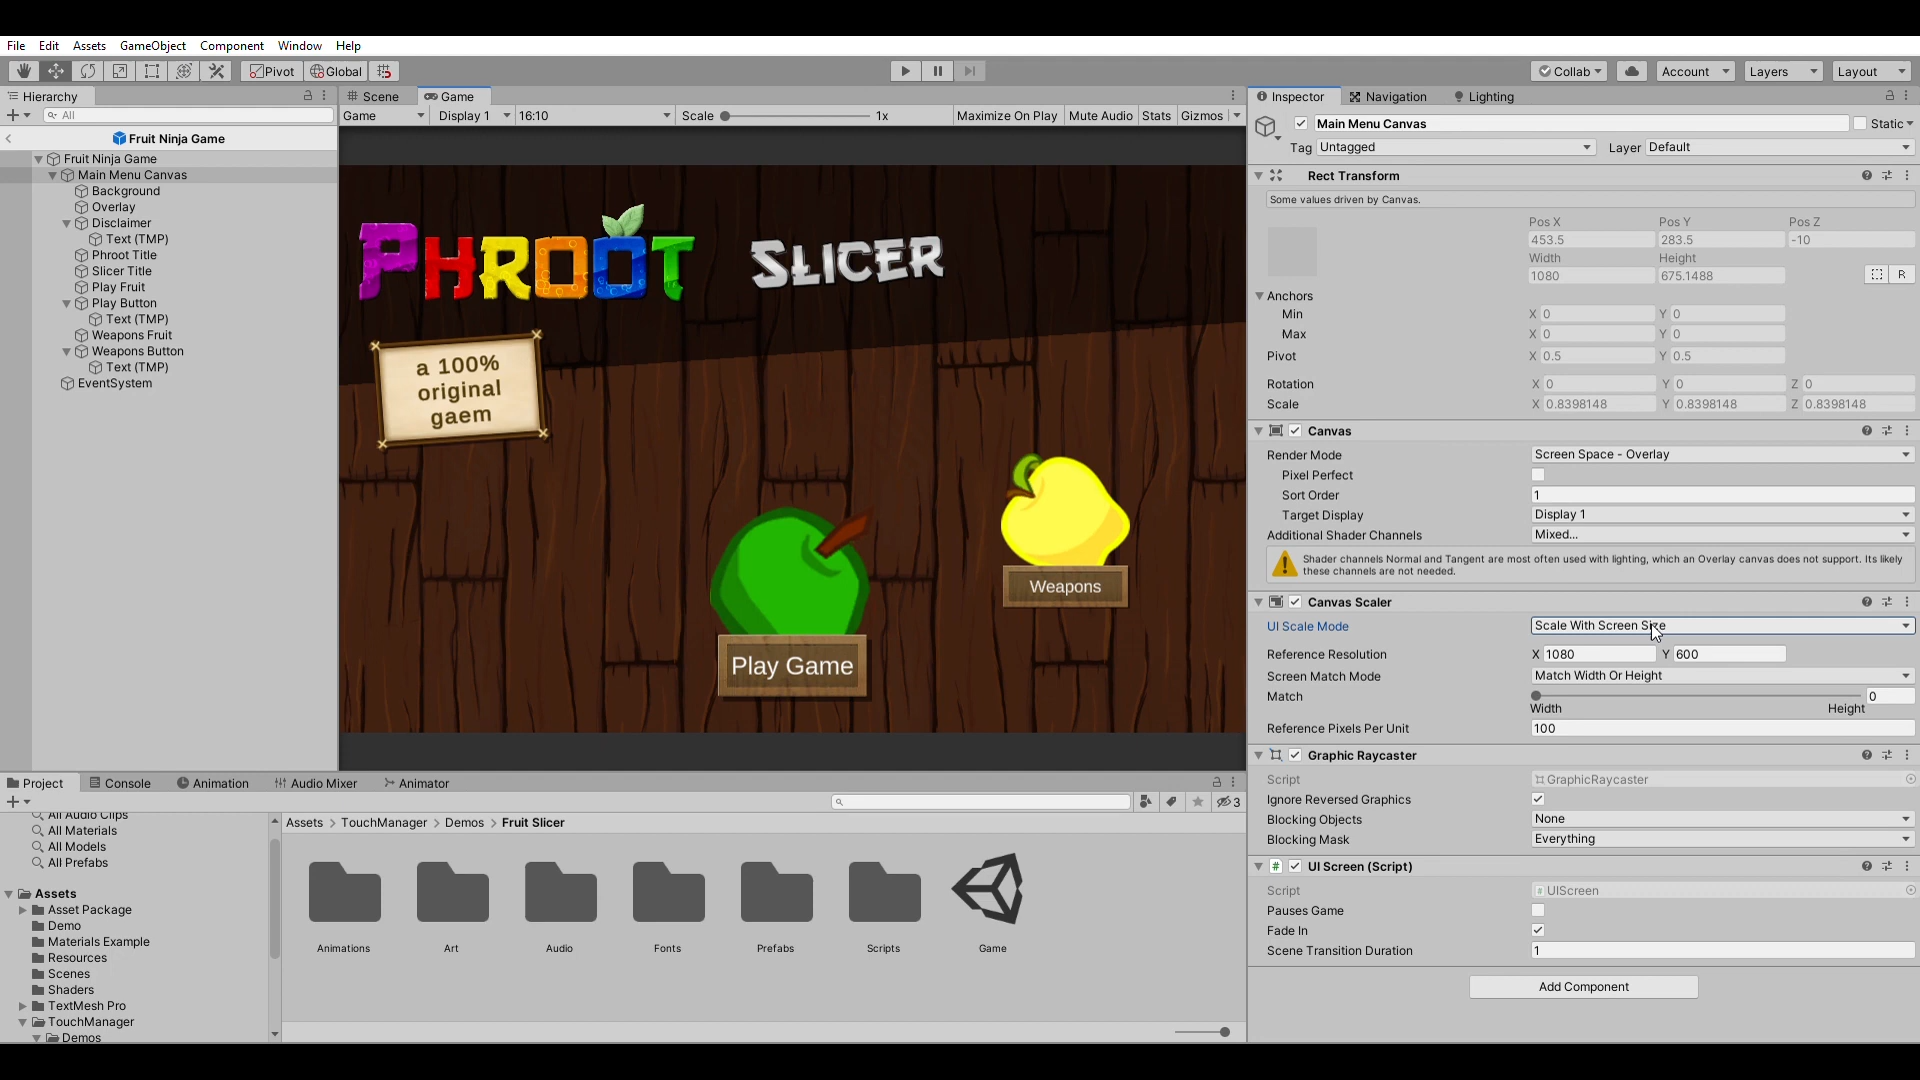 File Edit Assets GameObject Component Window Help
Pivot Global Collab Account Layers Layout
Hierarchy
All
Fruit Ninja Game
Fruit Ninja Game
Main Menu Canvas
Background
Overlay
Disclaimer
Text (TMP)
Phroot Title
Slicer Title
Play Fruit
Play Button
Text (TMP)
Weapons Fruit
Weapons Button
Text (TMP)
EventSystem
Scene Game
Game Display 1 16:10 Scale 1x Maximize On Play Mute Audio Stats Gizmos
PHROOT SLICER
a 100%
original
gaem
Weapons
Play Game
Inspector Navigation Lighting
Main Menu Canvas Static
Tag Untagged Layer Default
Rect Transform
Some values driven by Canvas.
Pos X Pos Y Pos Z
453.5 283.5 -10
Width Height
1080 675.1488 R
Anchors
Min X 0 Y 0
Max X 0 Y 0
Pivot X 0.5 Y 0.5
Rotation X 0 Y 0 Z 0
Scale X 0.8398148 Y 0.8398148 Z 0.8398148
Canvas
Render Mode Screen Space - Overlay
Pixel Perfect
Sort Order 1
Target Display Display 1
Additional Shader Channels Mixed...
Shader channels Normal and Tangent are most often used with lighting, which an Overlay canvas does not support. Its likely
these channels are not needed.
Canvas Scaler
UI Scale Mode Scale With Screen Size
Reference Resolution X 1080 Y 600
Screen Match Mode Match Width Or Height
Match 0
Width Height
Reference Pixels Per Unit 100
Graphic Raycaster
Script GraphicRaycaster
Ignore Reversed Graphics
Blocking Objects None
Blocking Mask Everything
UI Screen (Script)
Script UIScreen
Pauses Game
Fade In
Scene Transition Duration 1
Add Component
Project Console Animation Audio Mixer Animator
3
All Audio Clips
All Materials
All Models
All Prefabs
Assets
Asset Package
Demo
Materials Example
Resources
Scenes
Shaders
TextMesh Pro
TouchManager
Demos
Assets > TouchManager > Demos > Fruit Slicer
Animations Art Audio Fonts Prefabs Scripts Game